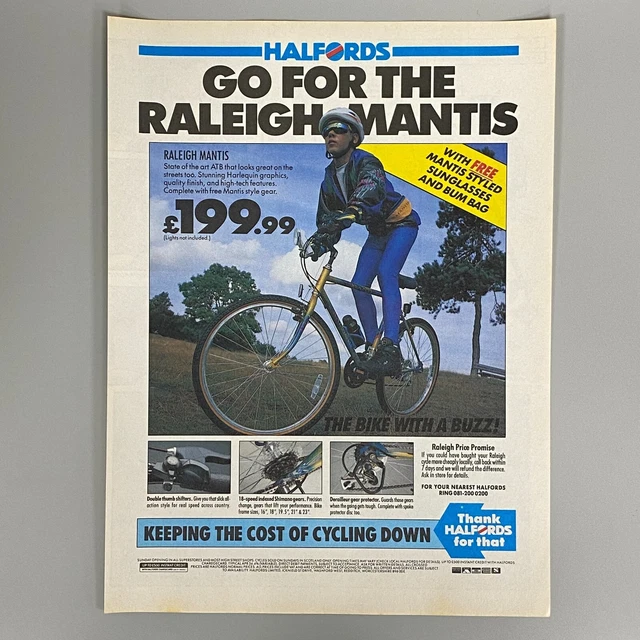 HALFORDS
GO FOR THE
RALEIGH MANTIS
RALEIGH MANTIS
State of the art ATB that looks great on the
streets too. Stunning Harlequin graphics,
quality finish, and high-tech features.
Complete with free Mantis style gear.
£199.99
(Lights not included.)
WITH FREE
MANTIS STYLED
SUNGLASSES
AND BUM BAG
THE BIKE WITH A BUZZ!
Double thumb shifters. Give you that slick all-
action style for real speed across country.
18-speed indexed Shimano gears. Precision
change, gears that lift your performance. Bike
frame sizes, 16", 18", 19.5", 21" & 23".
Derailleur gear protector. Guards those gears
when the going gets tough. Complete with spoke
protector disc too.
Raleigh Price Promise
If you could have bought your Raleigh
cycle more cheaply locally, call back within
7 days and we will refund the difference.
Ask in store for details.
FOR YOUR NEAREST HALFORDS
RING 081-200 0200
KEEPING THE COST OF CYCLING DOWN
Thank
HALFORDS
for that